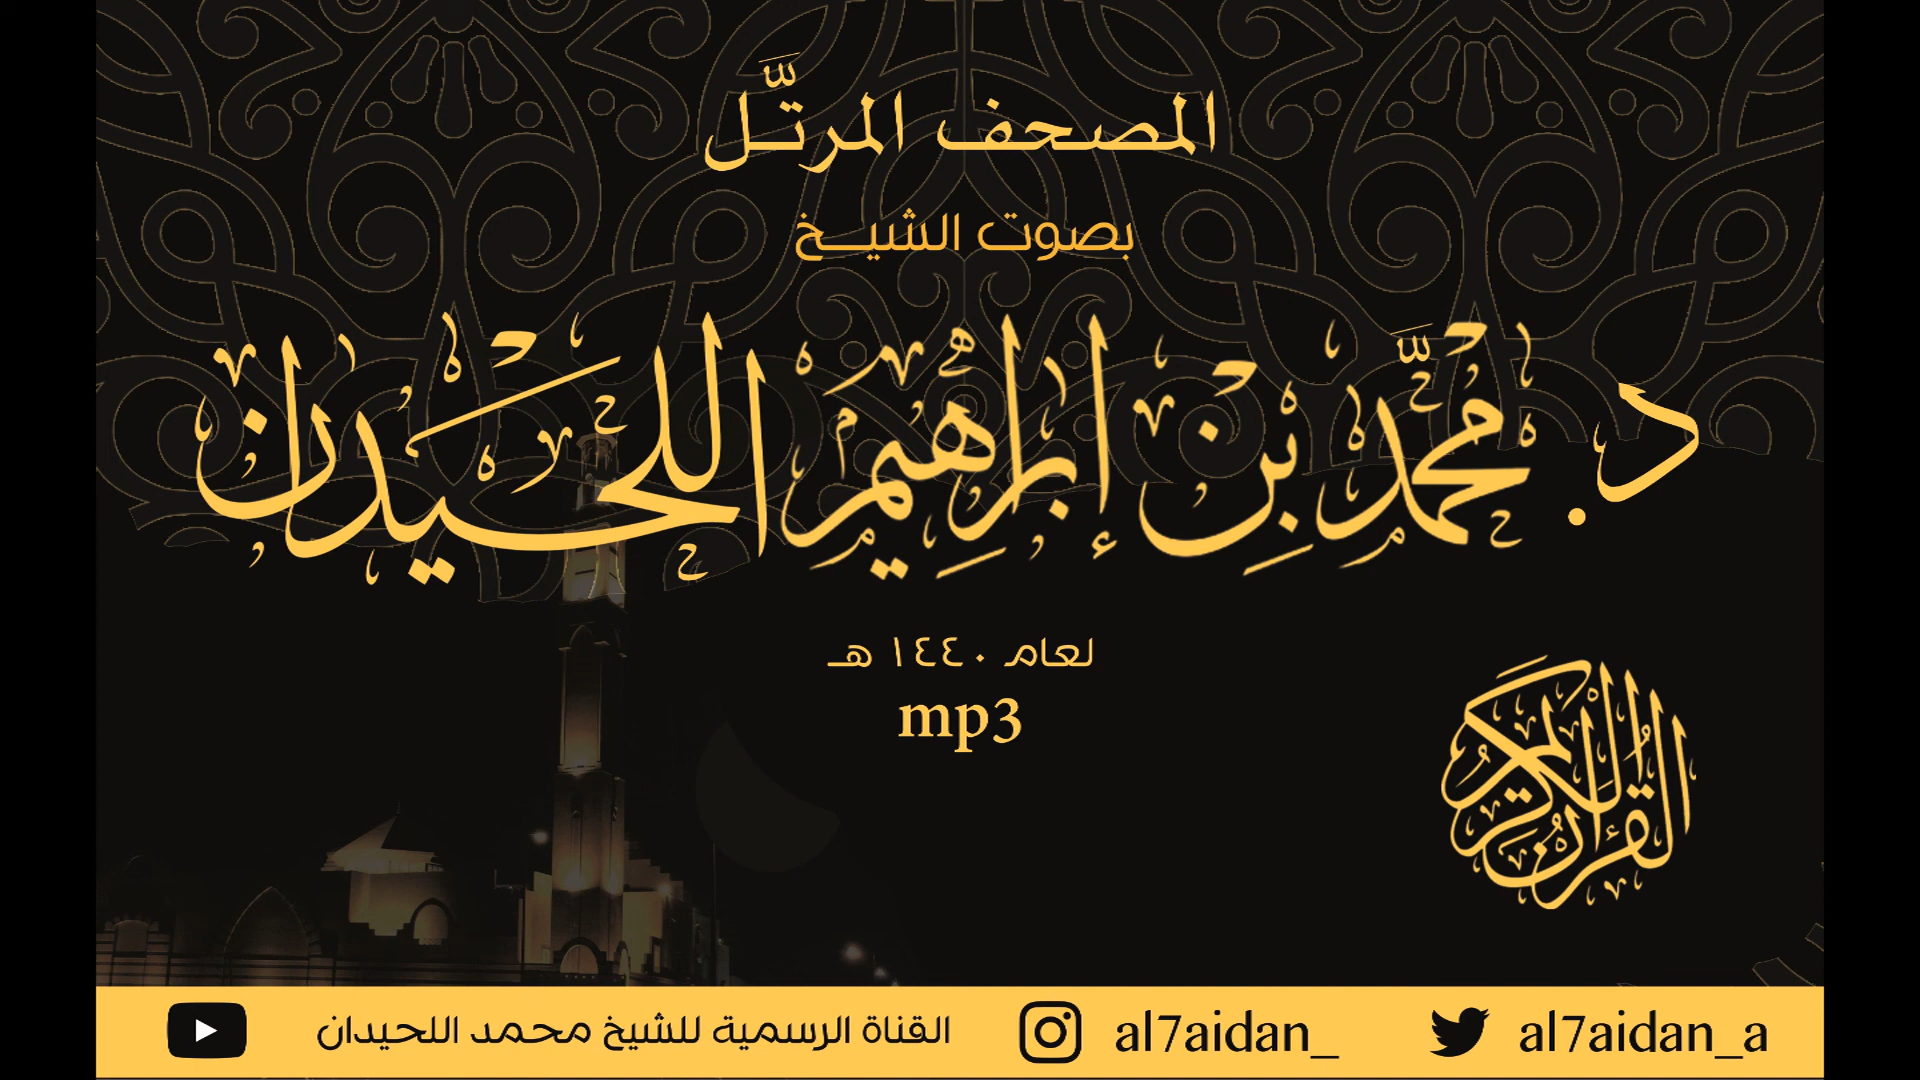 المصحف المرتّل
بصوت الشيخ
د. محمد بن إبراهيم اللحيدان
لعام ١٤٤٠ هـ
mp3
القرآن الكريم
القناة الرسمية للشيخ محمد اللحيدان
al7aidan_
al7aidan_a